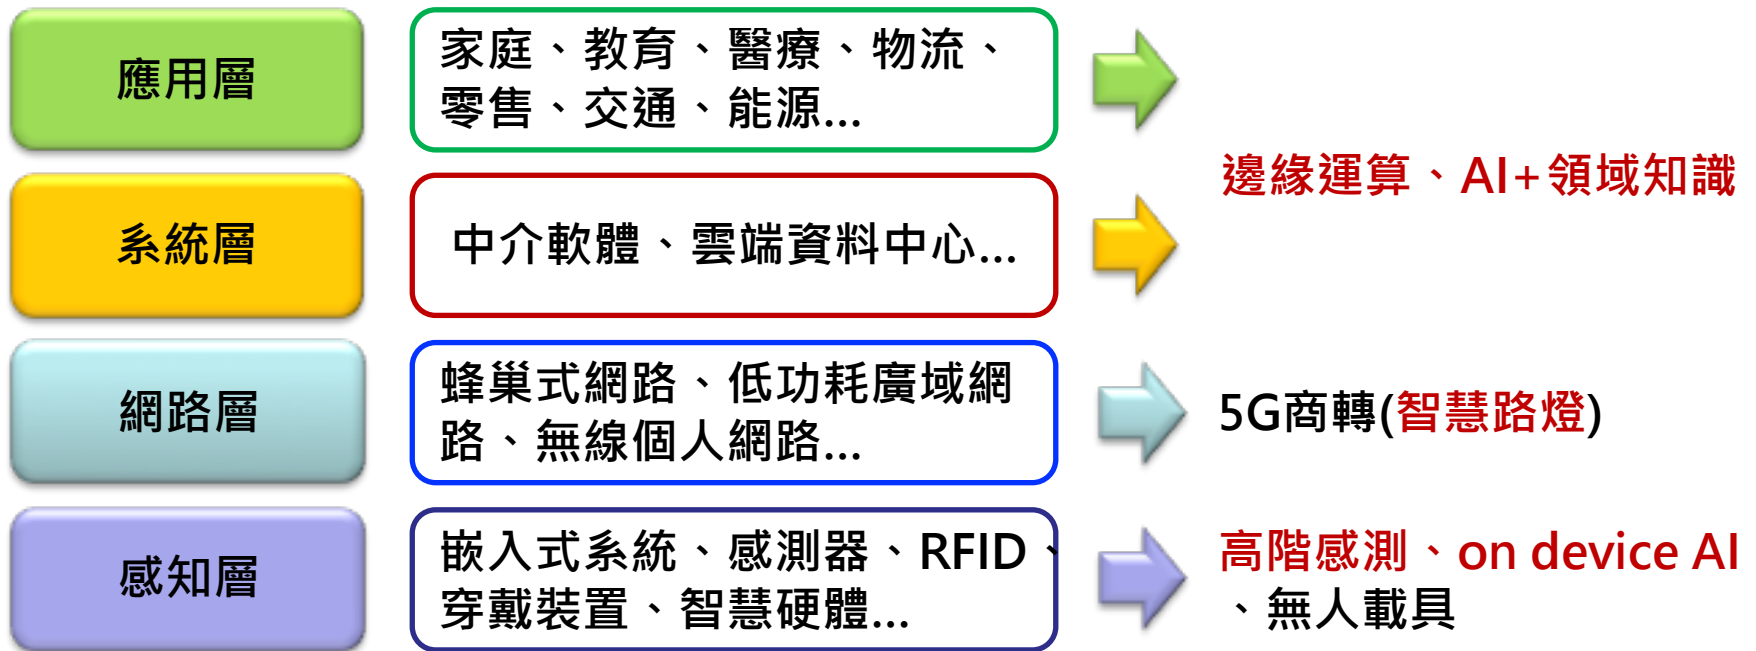 應用層
家庭、教育、醫療、物流、
零售、交通、能源...
邊緣運算、AI+領域知識
系統層
中介軟體、雲端資料中心...
網路層
蜂巢式網路、低功耗廣域網
路、無線個人網路...
5G商轉(智慧路燈)
感知層
嵌入式系統、感測器、RFID、
穿戴裝置、智慧硬體...
高階感測、on device AI
、無人載具